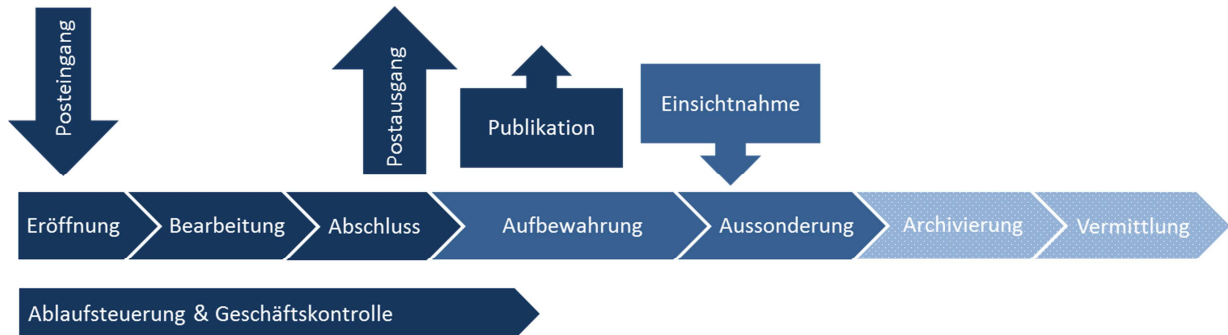 Posteingang
Postausgang
Publikation
Einsichtnahme
Eröffnung
Bearbeitung
Abschluss
Aufbewahrung
Aussonderung
Archivierung
Vermittlung
Ablaufsteuerung & Geschäftskontrolle